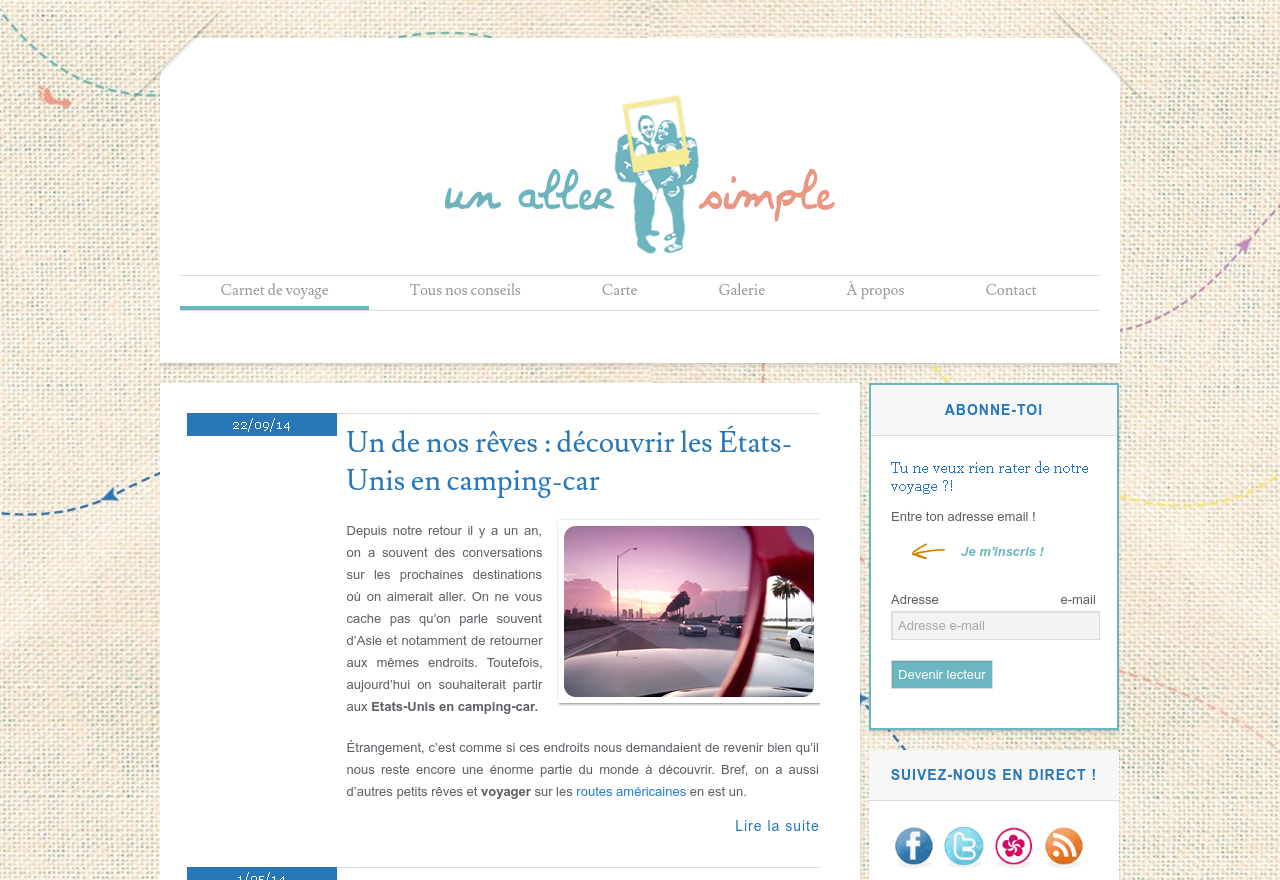 un aller simple
Carnet de voyage
Tous nos conseils
Carte
Galerie
À propos
Contact
22/09/14
Un de nos rêves : découvrir les États-
Unis en camping-car
Depuis notre retour il y a un an,
on a souvent des conversations
sur les prochaines destinations
où on aimerait aller. On ne vous
cache pas qu’on parle souvent
d’Asie et notamment de retourner
aux mêmes endroits. Toutefois,
aujourd’hui on souhaiterait partir
aux Etats-Unis en camping-car.
Étrangement, c’est comme si ces endroits nous demandaient de revenir bien qu’il
nous reste encore une énorme partie du monde à découvrir. Bref, on a aussi
d’autres petits rêves et voyager sur les routes américaines en est un.
Lire la suite
1/05/14
ABONNE-TOI
Tu ne veux rien rater de notre
voyage ?!
Entre ton adresse email !
Je m'inscris !
Adresse e-mail
Adresse e-mail
Devenir lecteur
SUIVEZ-NOUS EN DIRECT !